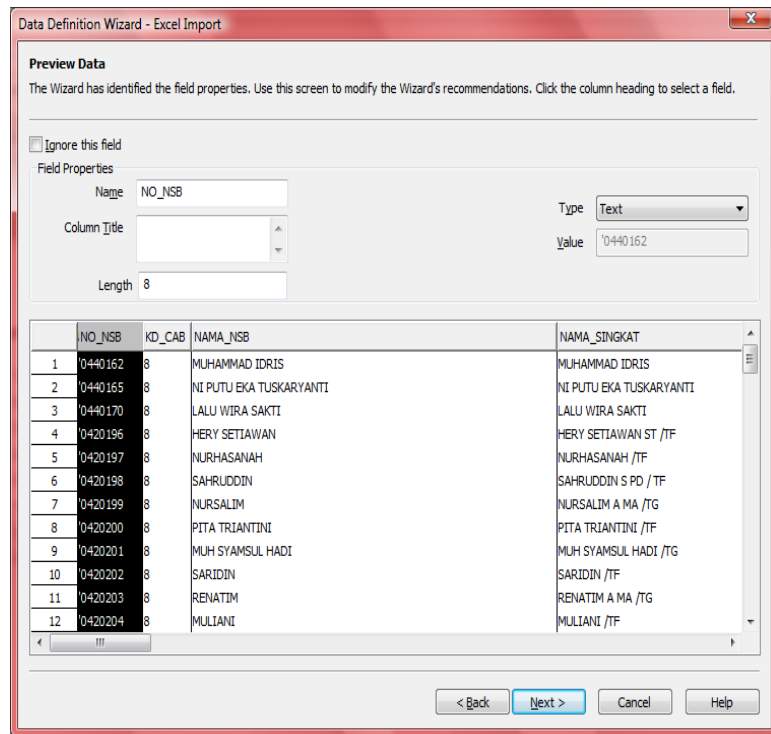 Data Definition Wizard - Excel Import
Preview Data
The Wizard has identified the field properties. Use this screen to modify the Wizard's recommendations. Click the column heading to select a field.
Ignore this field
Field Properties
Name NO_NSB
Type Text
Column Title
Value '0440162
Length 8
NO_NSB KD_CAB NAMA_NSB NAMA_SINGKAT
1 '0440162 8 MUHAMMAD IDRIS MUHAMMAD IDRIS
2 '0440165 8 NI PUTU EKA TUSKARYANTI NI PUTU EKA TUSKARYANTI
3 '0440170 8 LALU WIRA SAKTI LALU WIRA SAKTI
4 '0420196 8 HERY SETIAWAN HERY SETIAWAN ST /TF
5 '0420197 8 NURHASANAH NURHASANAH /TF
6 '0420198 8 SAHRUDDIN SAHRUDDIN S PD / TF
7 '0420199 8 NURSALIM NURSALIM A MA /TG
8 '0420200 8 PITA TRIANTINI PITA TRIANTINI /TF
9 '0420201 8 MUH SYAMSUL HADI MUH SYAMSUL HADI /TG
10 '0420202 8 SARIDIN SARIDIN /TF
11 '0420203 8 RENATIM RENATIM A MA /TG
12 '0420204 8 MULIANI MULIANI /TF
< Back Next > Cancel Help